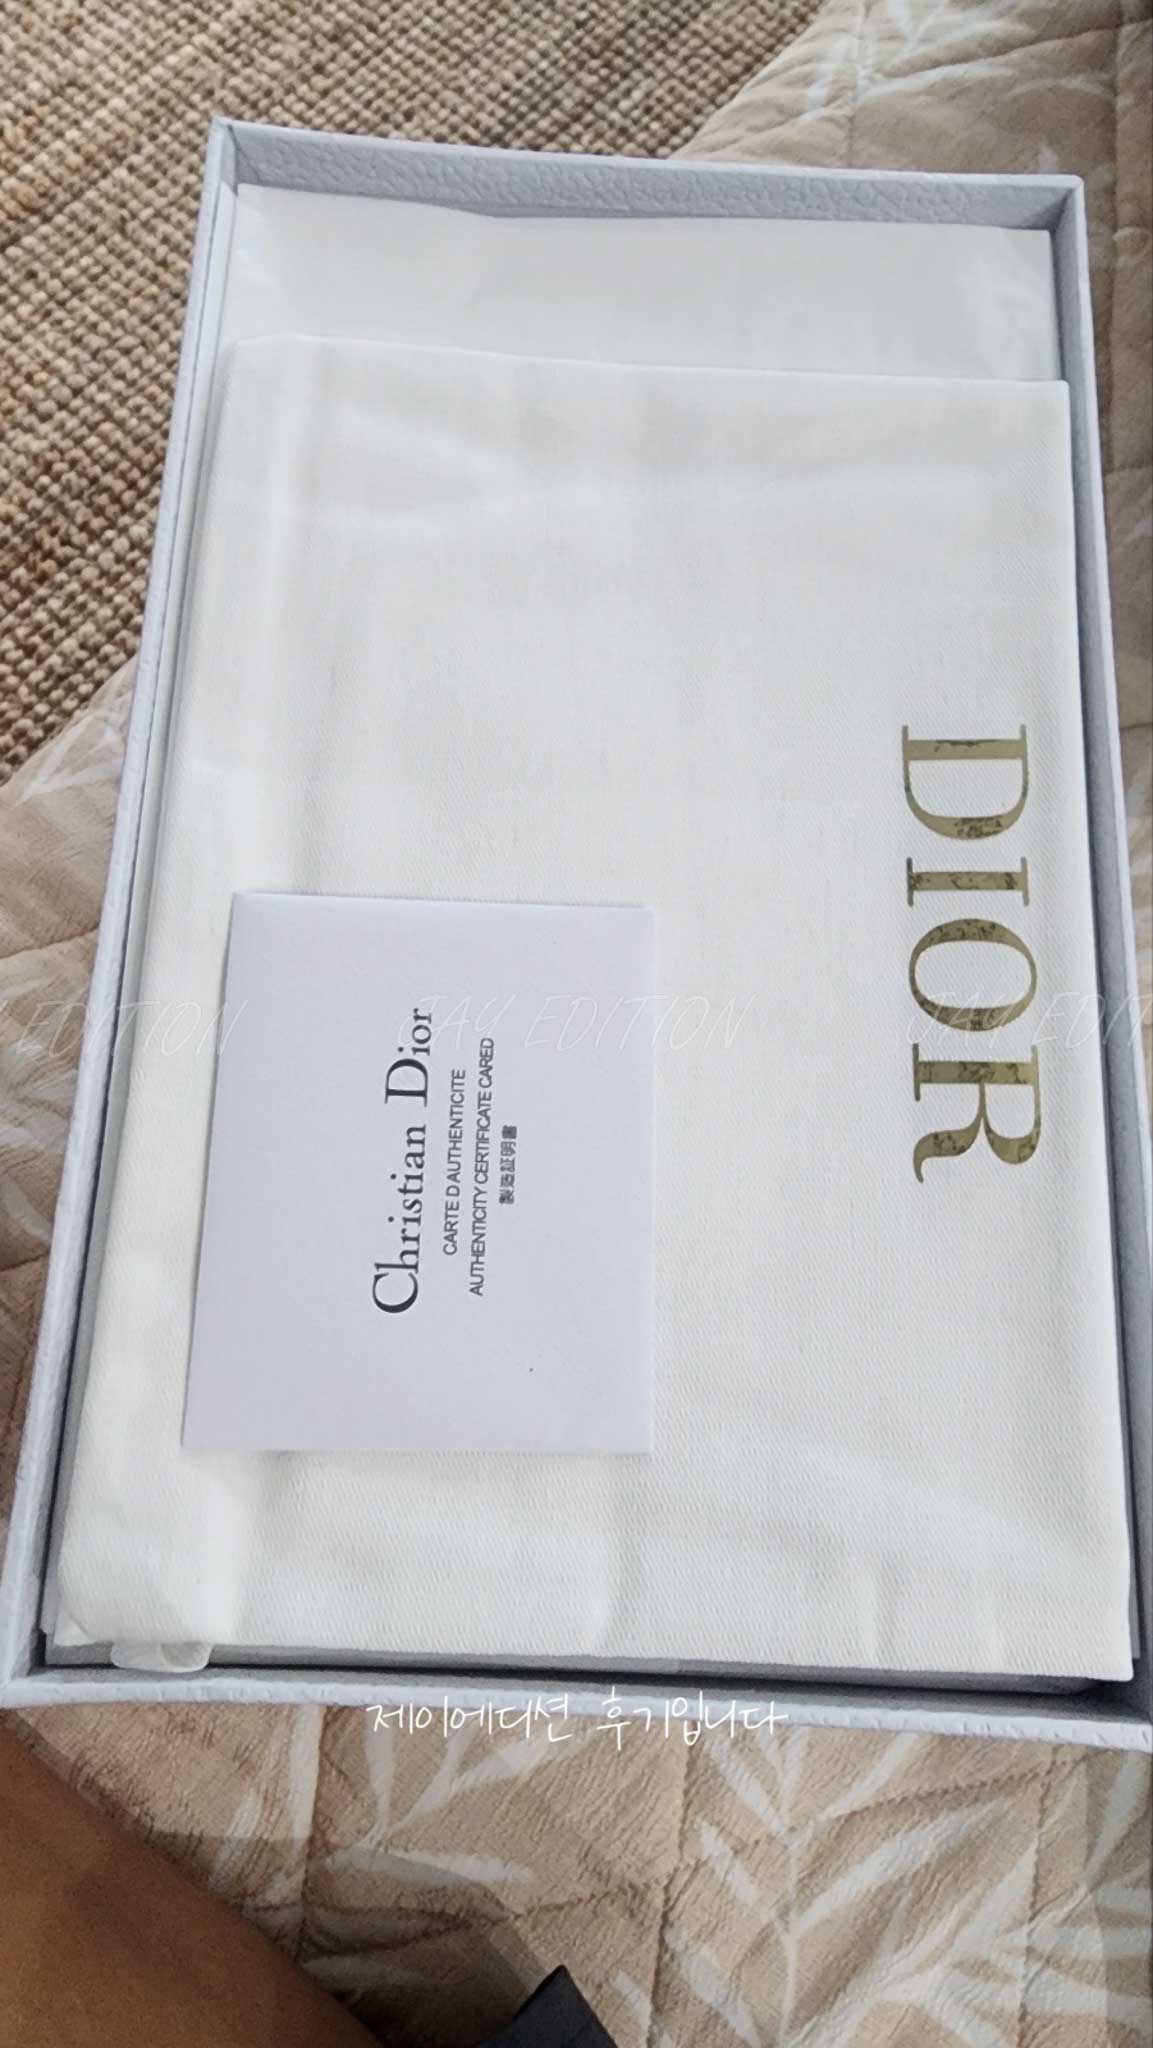 DIOR
Christian Dior
CARTE D AUTHENTICITE
AUTHENTICITY CERTIFICATE CARED
製造証明書
EDITION JAY EDITION JAY EDITION
제이에디션 후기입니다